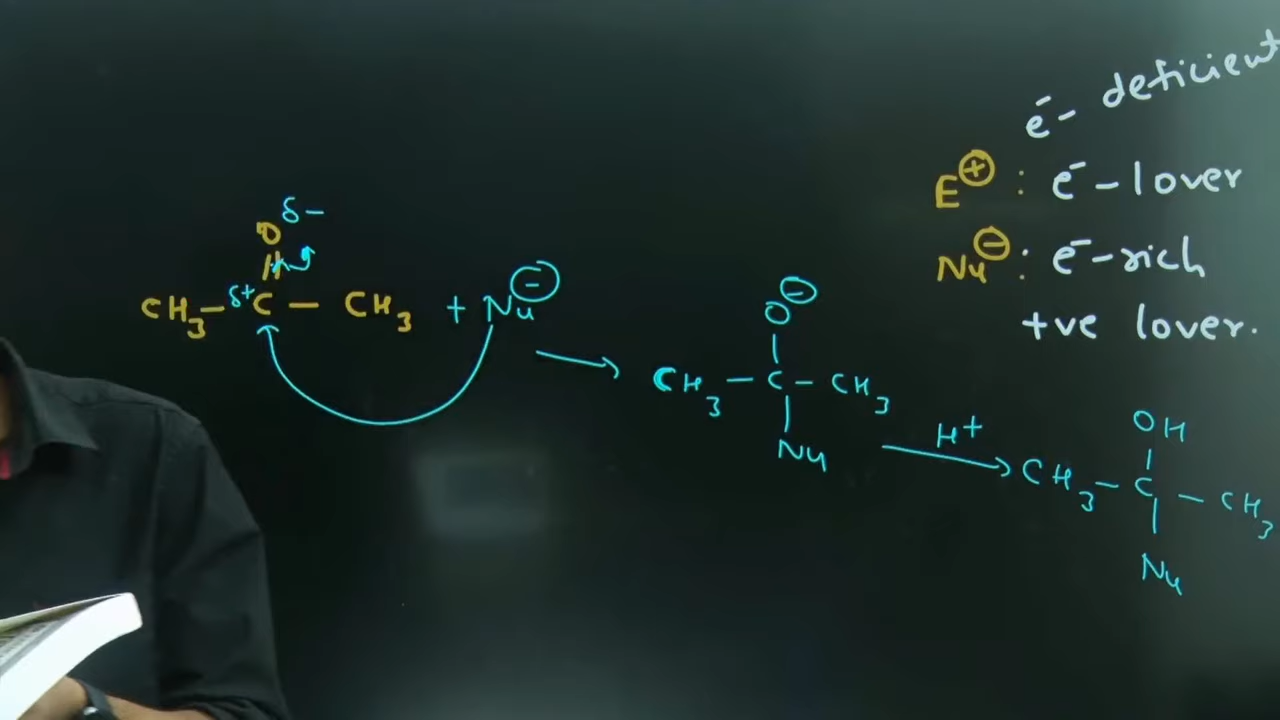 e⁻- deficient
E⊕ : e⁻-lover
Nu⊖ : e⁻-rich
+ve lover.
δ-
O
||
CH₃-δ+C-CH₃ + Nu⊖ →
O⊖
|
CH₃-C-CH₃
|
Nu
H+
→
OH
|
CH₃-C-CH₃
|
Nu